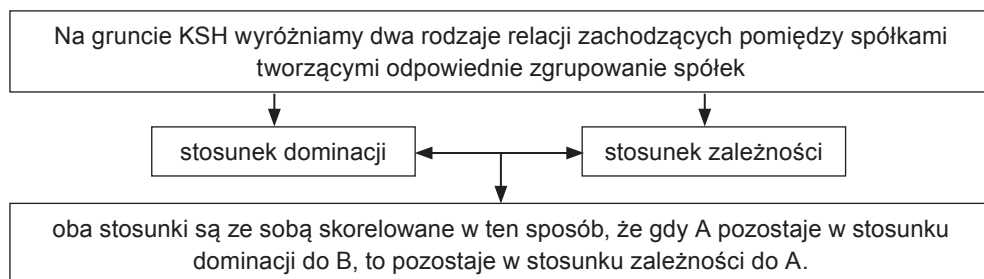 Na gruncie KSH wyróżniamy dwa rodzaje relacji zachodzących pomiędzy spółkami
tworzącymi odpowiednie zgrupowanie spółek
stosunek dominacji
stosunek zależności
oba stosunki są ze sobą skorelowane w ten sposób, że gdy A pozostaje w stosunku
dominacji do B, to pozostaje w stosunku zależności do A.